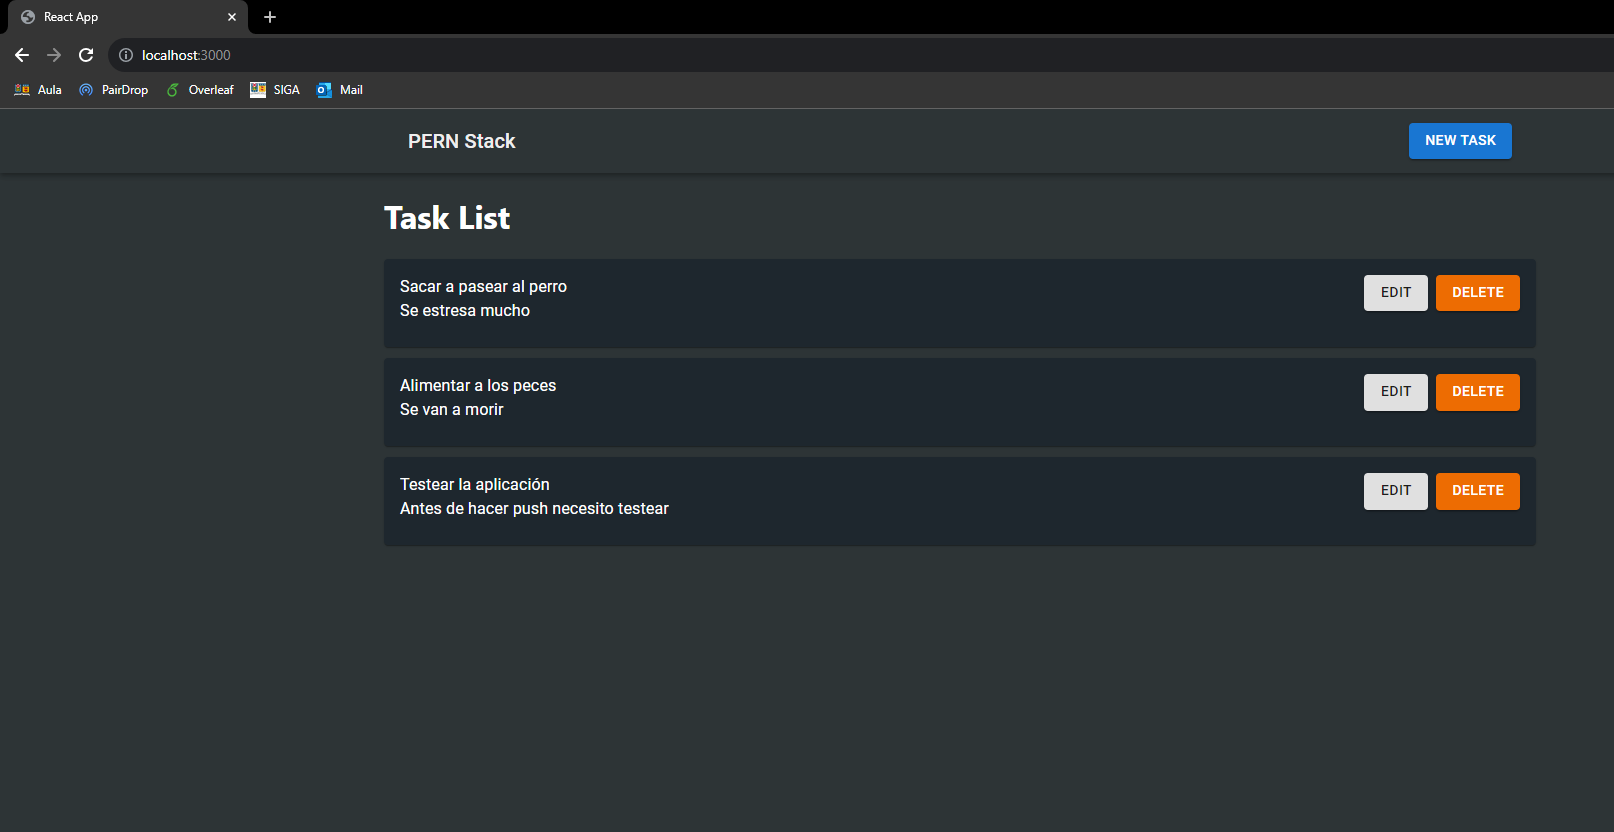 React App
localhost:3000
Aula PairDrop Overleaf SIGA Mail
PERN Stack
NEW TASK
Task List
Sacar a pasear al perro
Se estresa mucho
EDIT DELETE
Alimentar a los peces
Se van a morir
EDIT DELETE
Testear la aplicación
Antes de hacer push necesito testear
EDIT DELETE